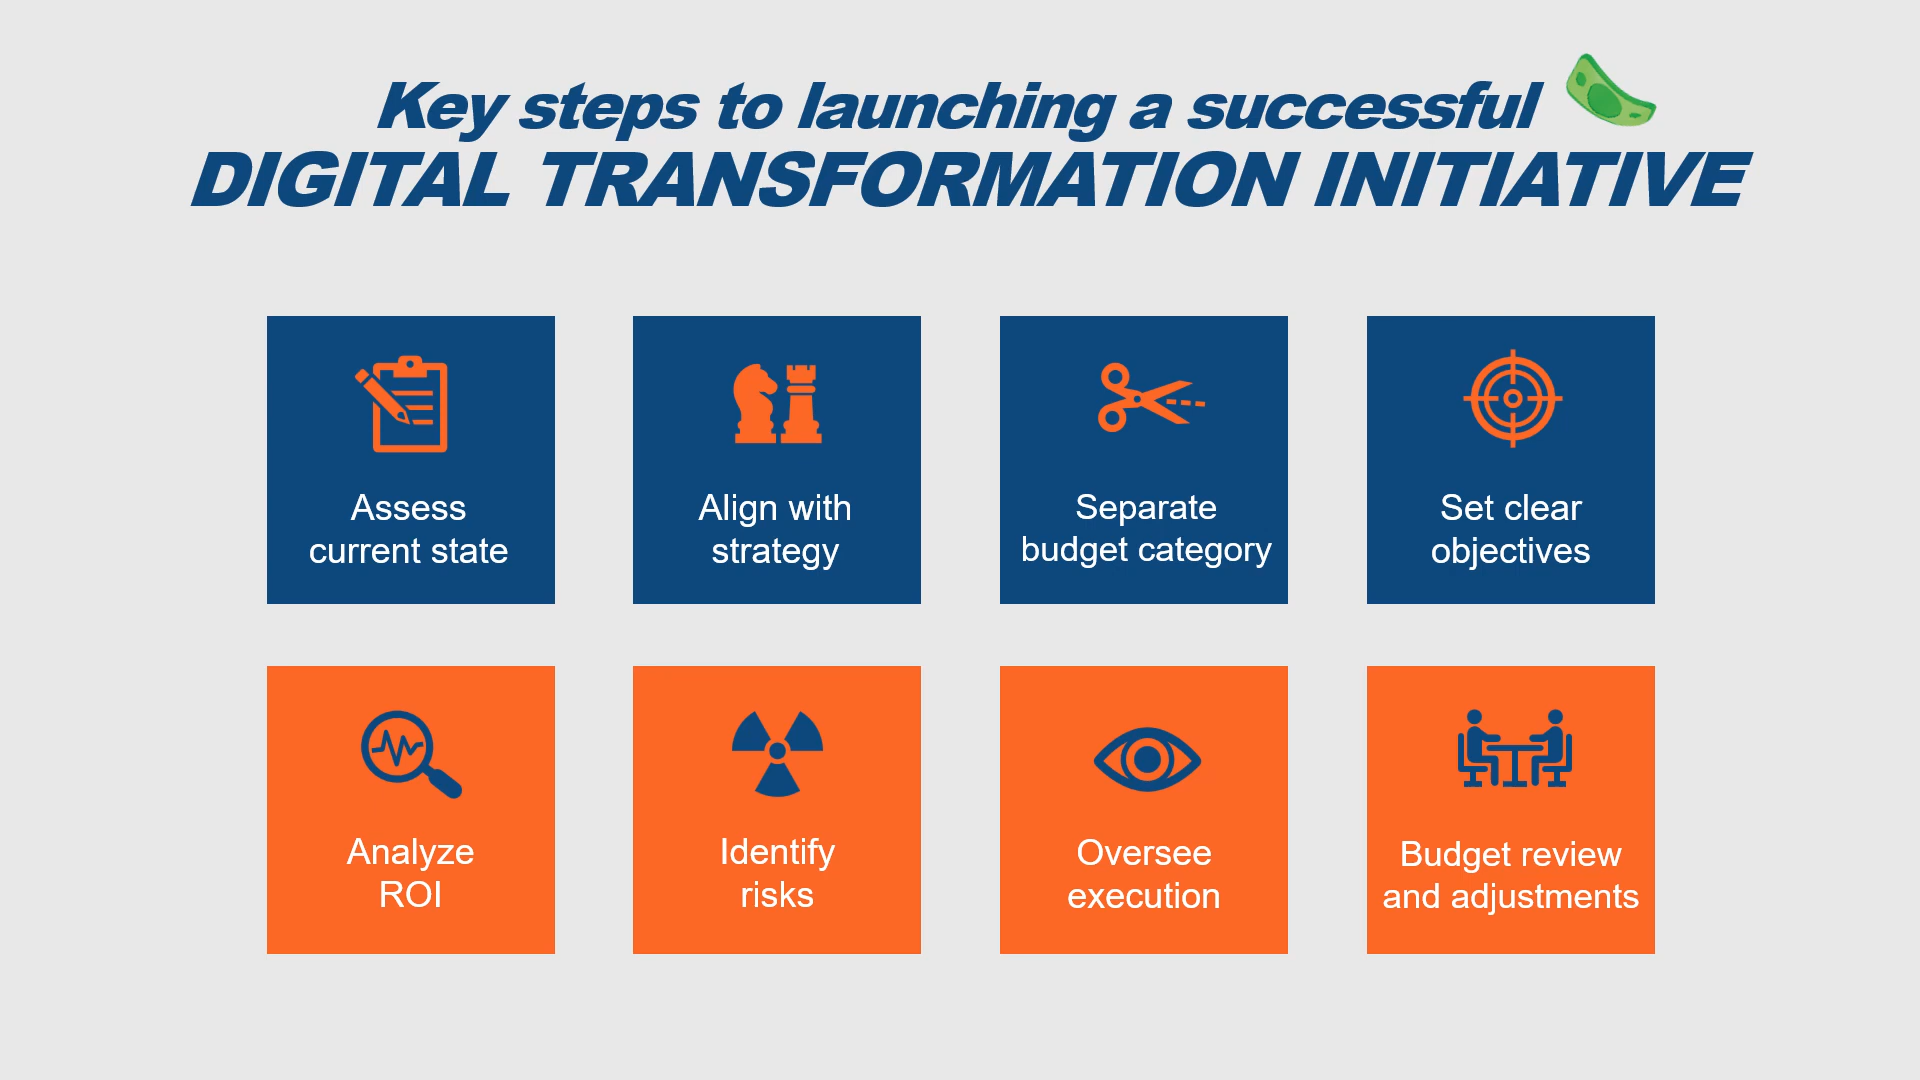 Key steps to launching a successful
DIGITAL TRANSFORMATION INITIATIVE
Assess
current state
Align with
strategy
Separate
budget category
Set clear
objectives
Analyze
ROI
Identify
risks
Oversee
execution
Budget review
and adjustments